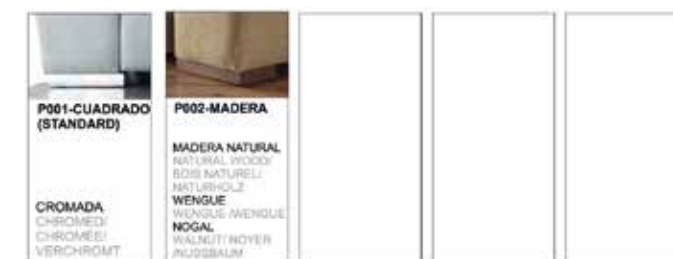 P001-CUADRADO
(STANDARD)
CROMADA
CHROMED/
CHROMÉE/
VERCHROMT
P002-MADERA
MADERA NATURAL
NATURAL WOOD/
BOIS NATUREL/
NATURHOLZ
WENGUE
WENGUE /WENGUE
NOGAL
WALNUT/ NOYER
/NUSSBAUM